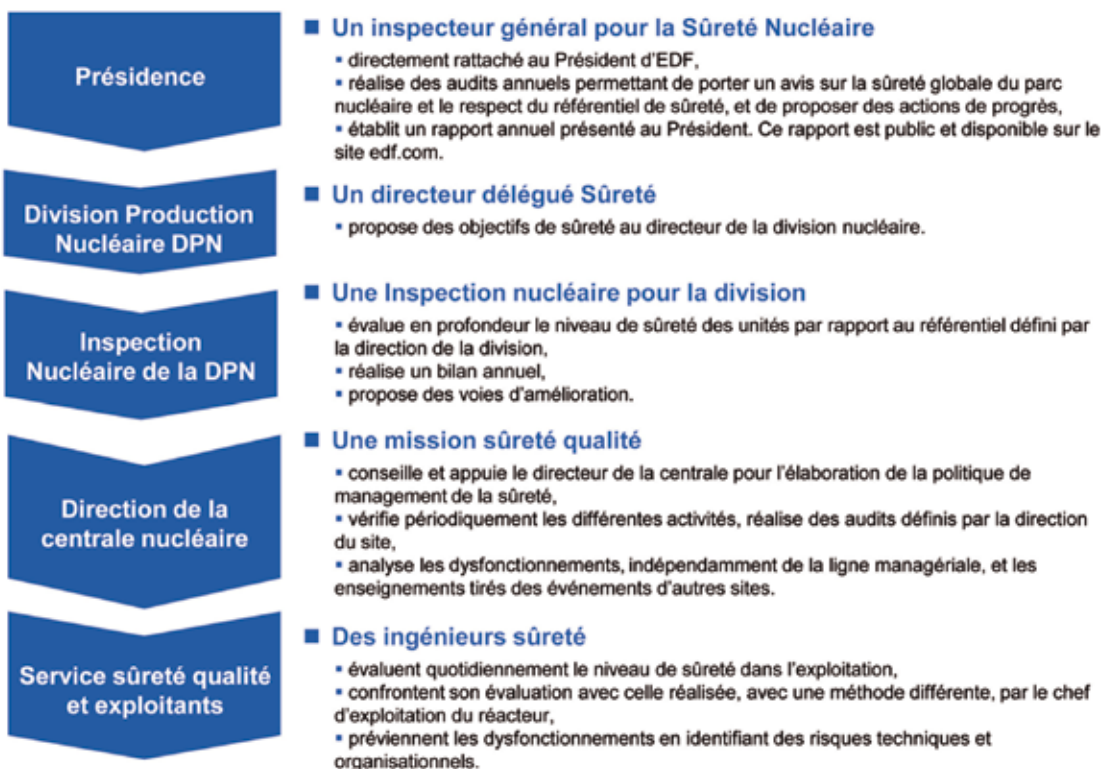 Présidence
■ Un inspecteur général pour la Sûreté Nucléaire
▪ directement rattaché au Président d'EDF,
▪ réalise des audits annuels permettant de porter un avis sur la sûreté globale du parc
nucléaire et le respect du référentiel de sûreté, et de proposer des actions de progrès,
▪ établit un rapport annuel présenté au Président. Ce rapport est public et disponible sur le
site edf.com.
Division Production
Nucléaire DPN
■ Un directeur délégué Sûreté
▪ propose des objectifs de sûreté au directeur de la division nucléaire.
Inspection
Nucléaire de la DPN
■ Une Inspection nucléaire pour la division
▪ évalue en profondeur le niveau de sûreté des unités par rapport au référentiel défini par
la direction de la division,
▪ réalise un bilan annuel,
▪ propose des voies d'amélioration.
Direction de la
centrale nucléaire
■ Une mission sûreté qualité
▪ conseille et appuie le directeur de la centrale pour l'élaboration de la politique de
management de la sûreté,
▪ vérifie périodiquement les différentes activités, réalise des audits définis par la direction
du site,
▪ analyse les dysfonctionnements, indépendamment de la ligne managériale, et les
enseignements tirés des événements d'autres sites.
Service sûreté qualité
et exploitants
■ Des ingénieurs sûreté
▪ évaluent quotidiennement le niveau de sûreté dans l'exploitation,
▪ confrontent son évaluation avec celle réalisée, avec une méthode différente, par le chef
d'exploitation du réacteur,
▪ préviennent les dysfonctionnements en identifiant des risques techniques et
organisationnels.